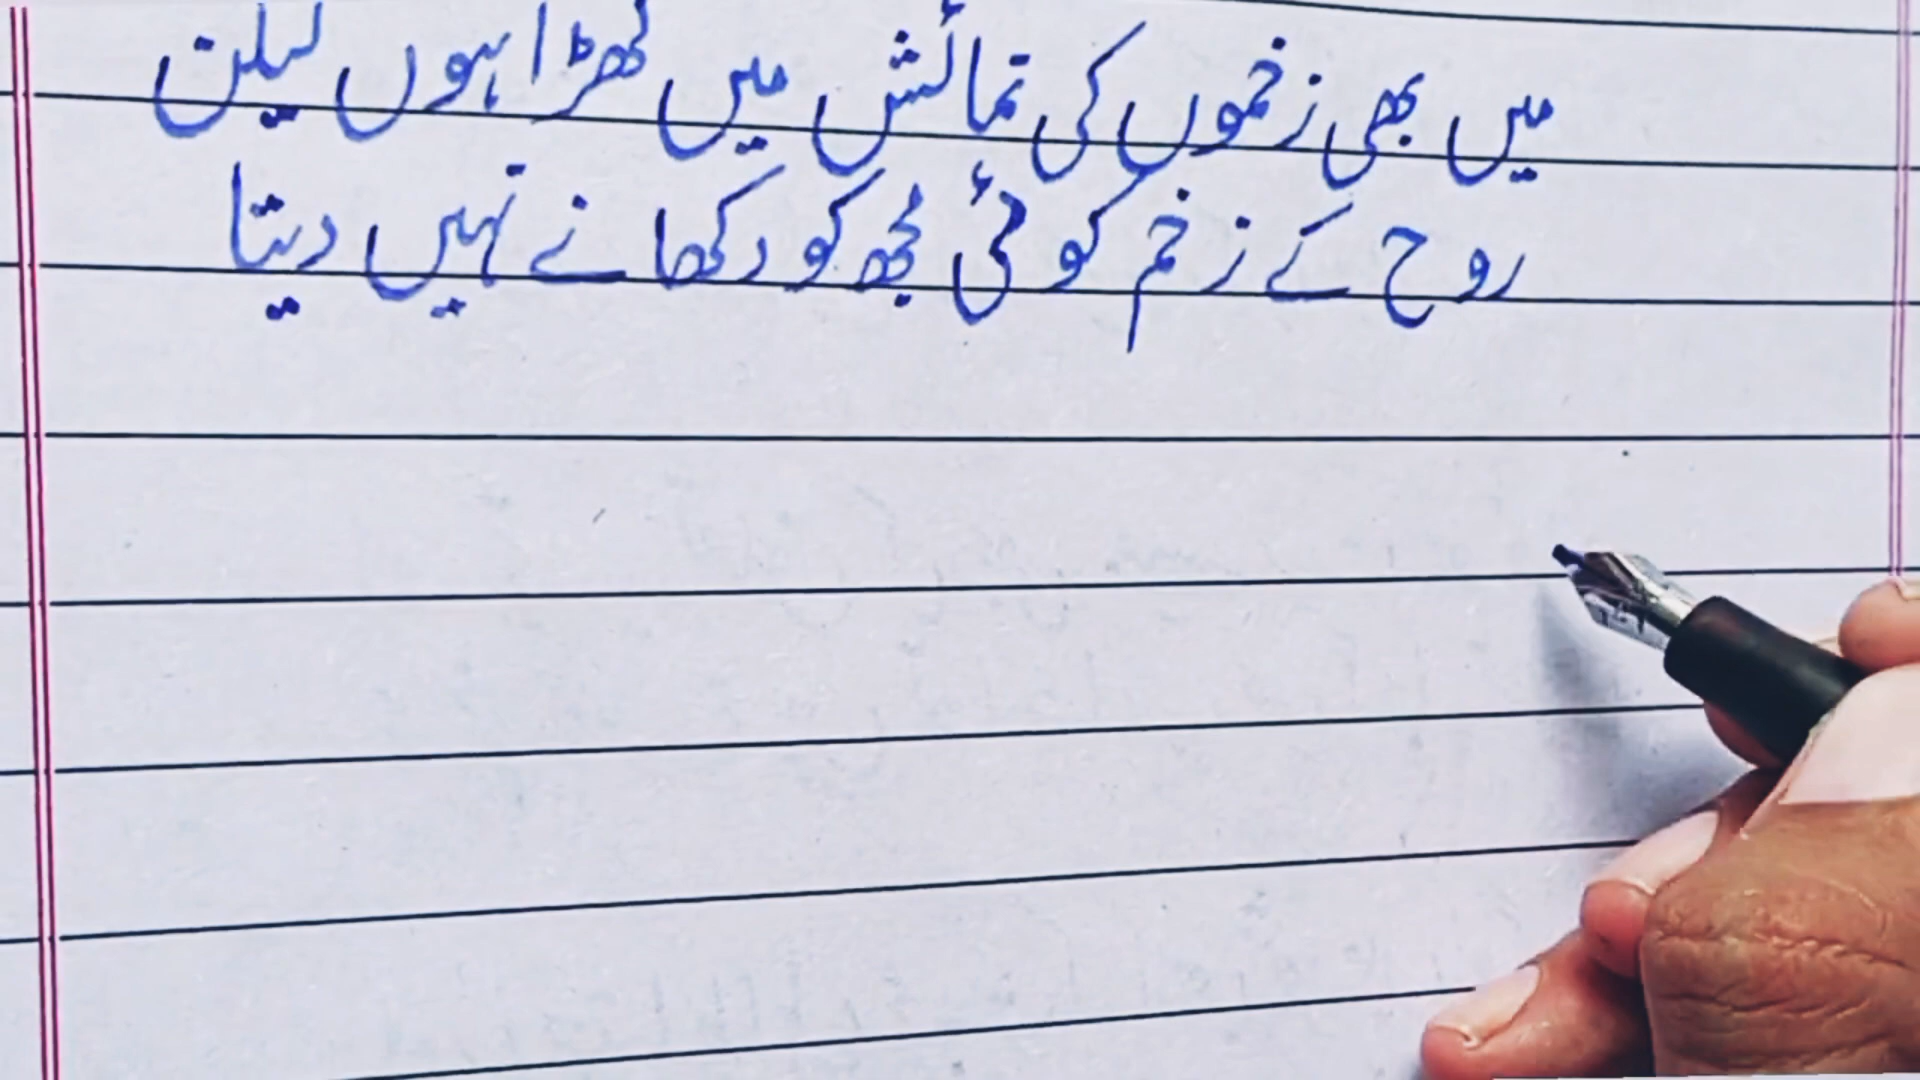 میں بھی زخموں کی نمائش میں کھڑا ہوں لیکن
روح کے زخم کوئی مجھ کو دکھانے نہیں دیتا